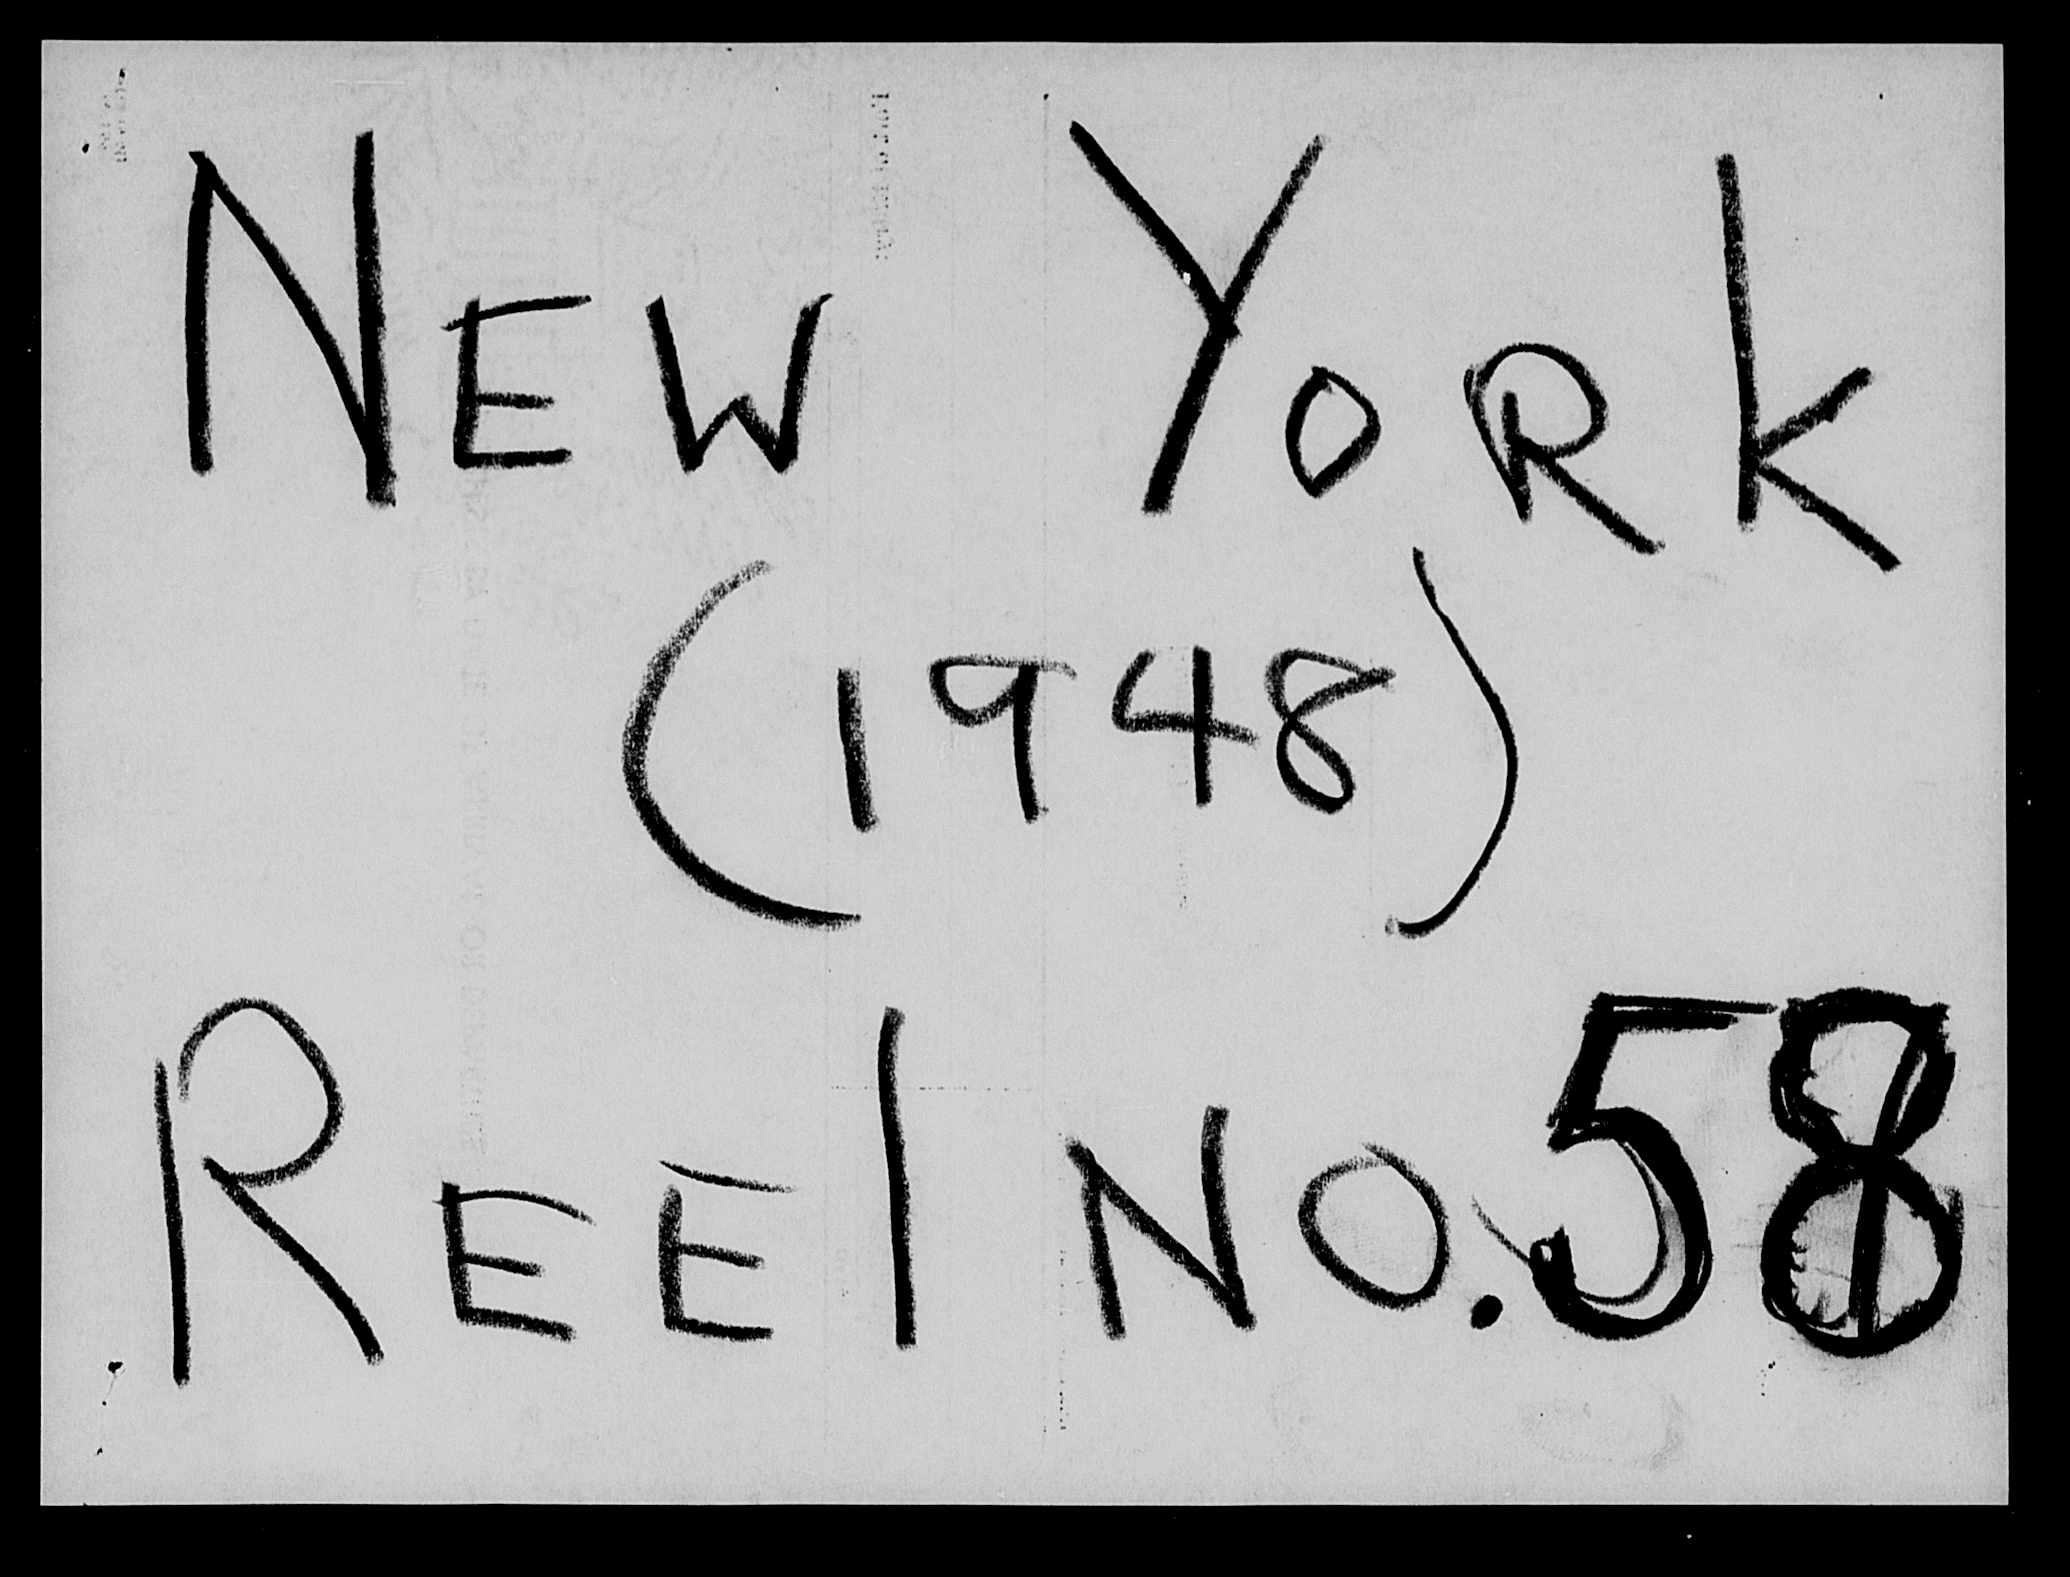 NEW YORK
(1948)
REEl NO. 58